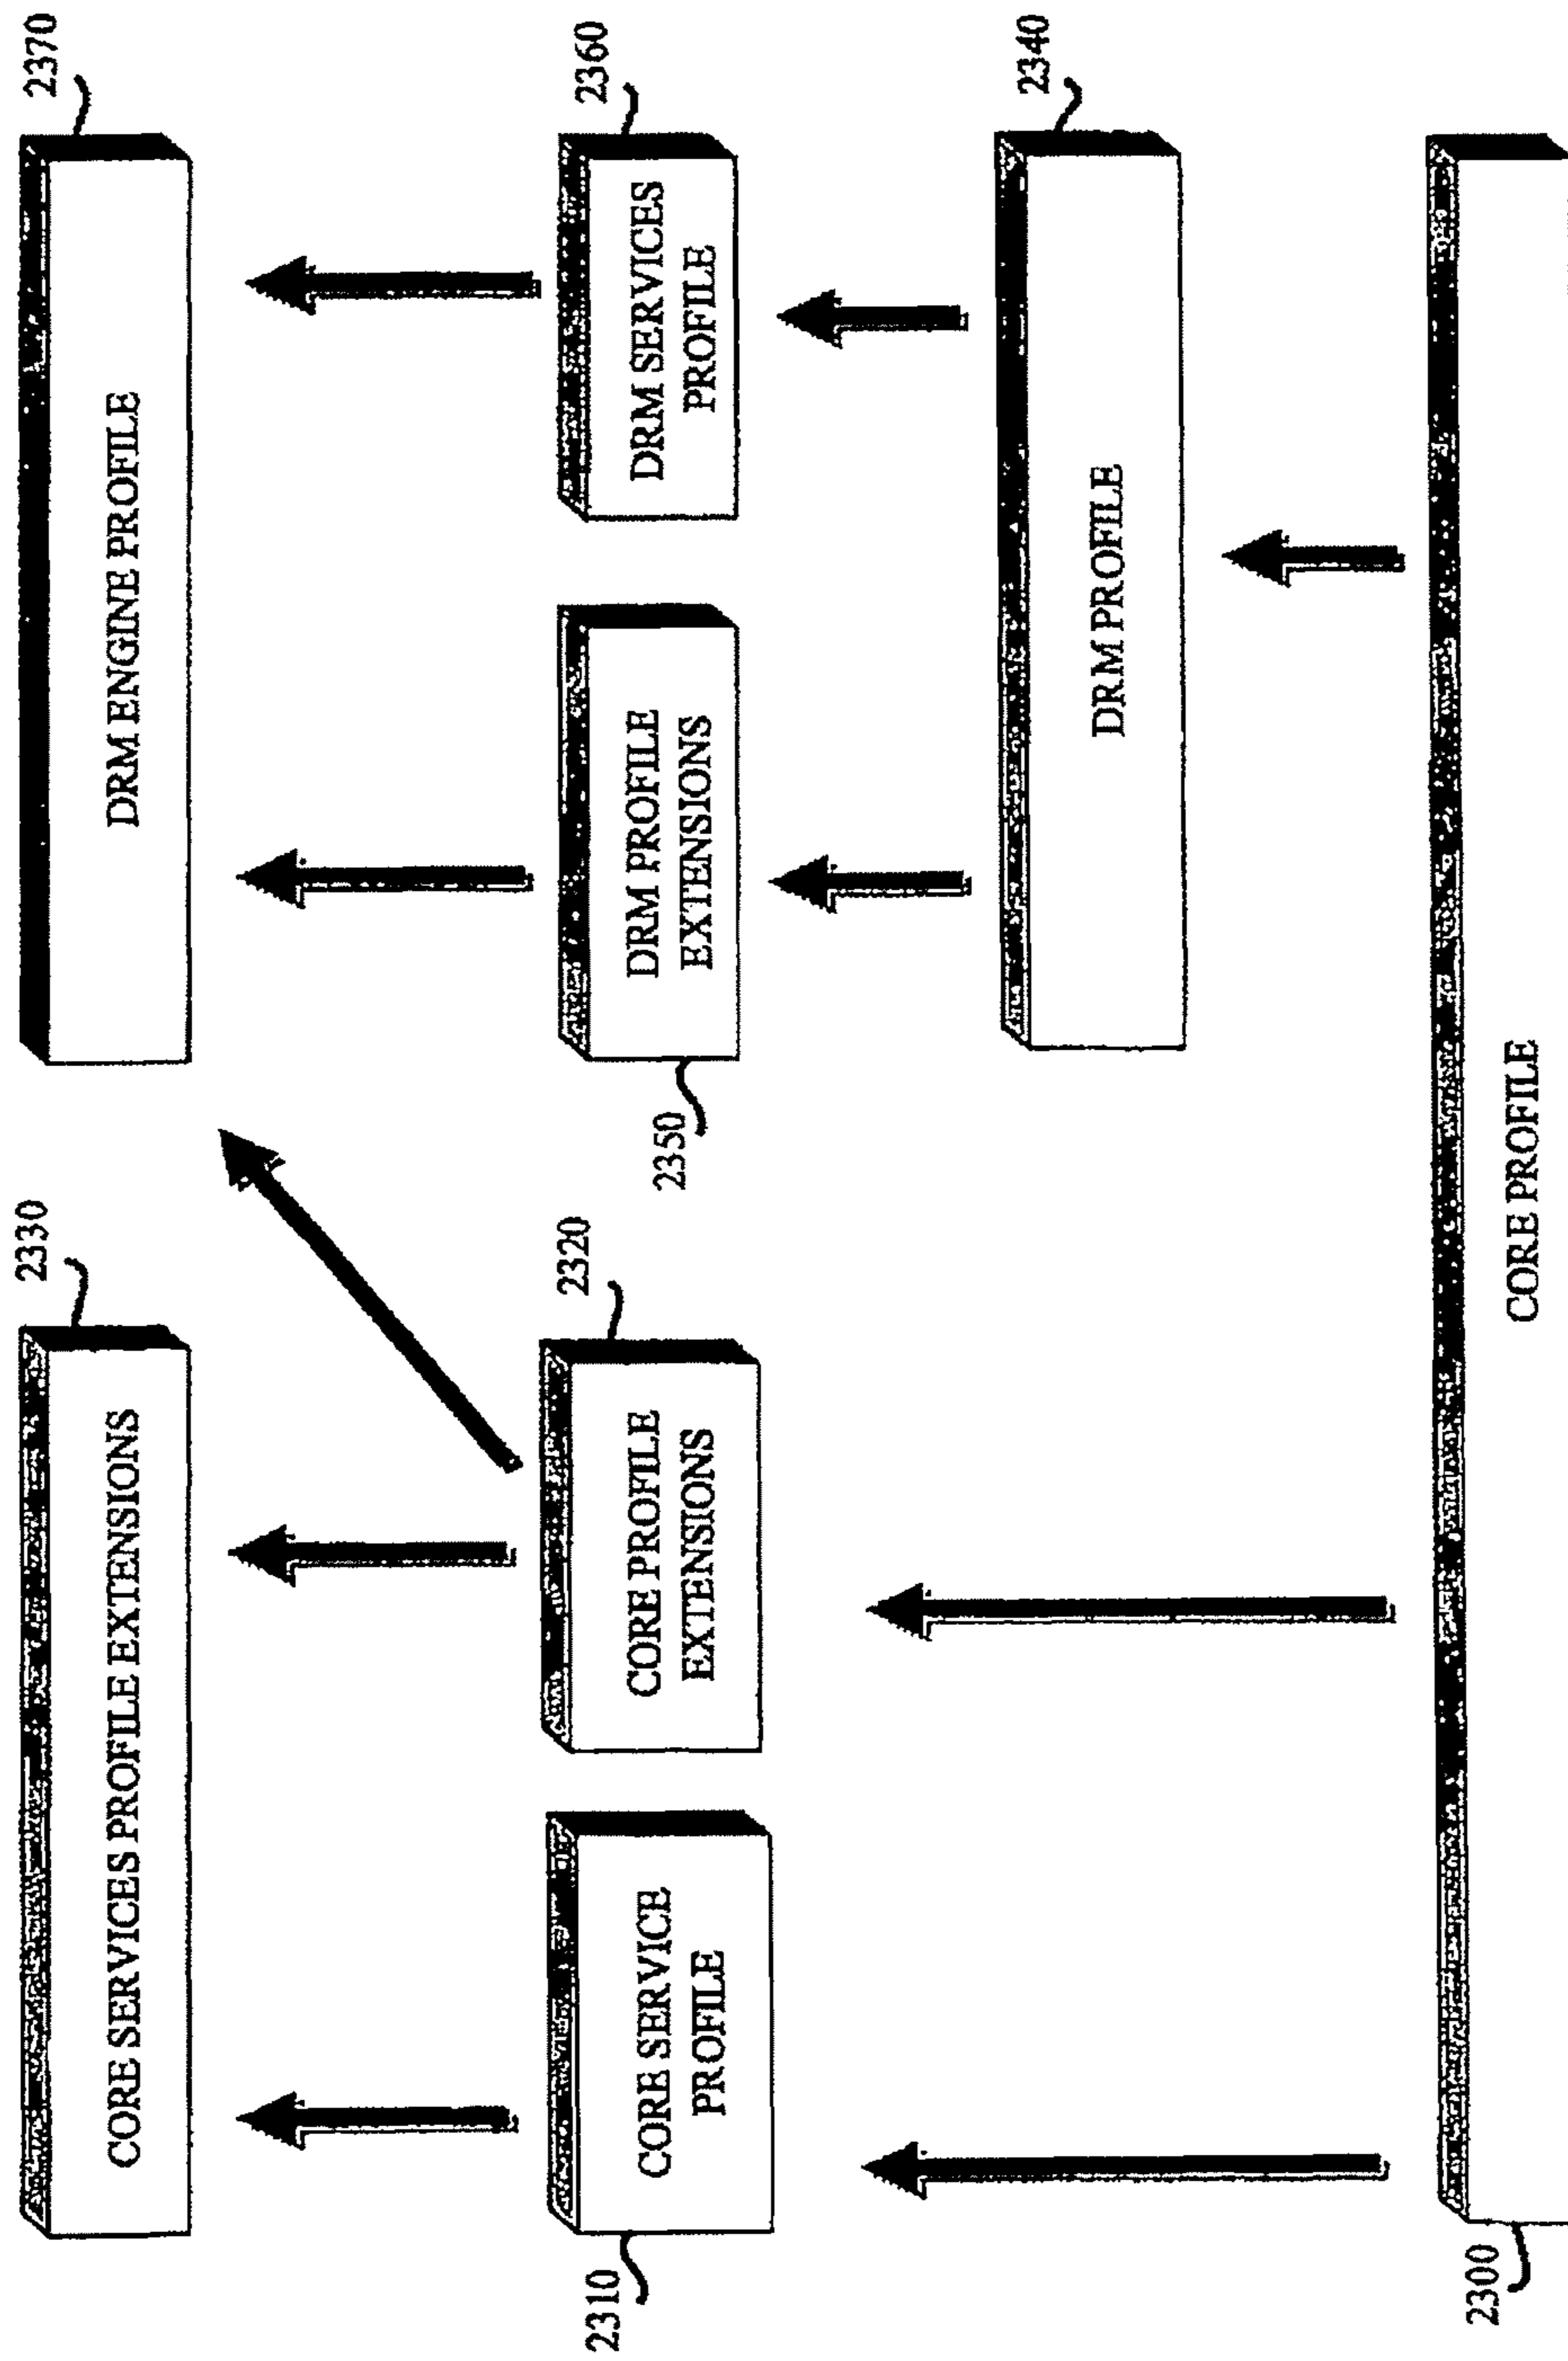 2330
CORE SERVICES PROFILE EXTENSIONS
2370
DRM ENGINE PROFILE
2310
CORE SERVICE
PROFILE
2320
CORE PROFILE
EXTENSIONS
2350
DRM PROFILE
EXTENSIONS
2360
DRM SERVICES
PROFILE
2340
DRM PROFILE
2300
CORE PROFILE